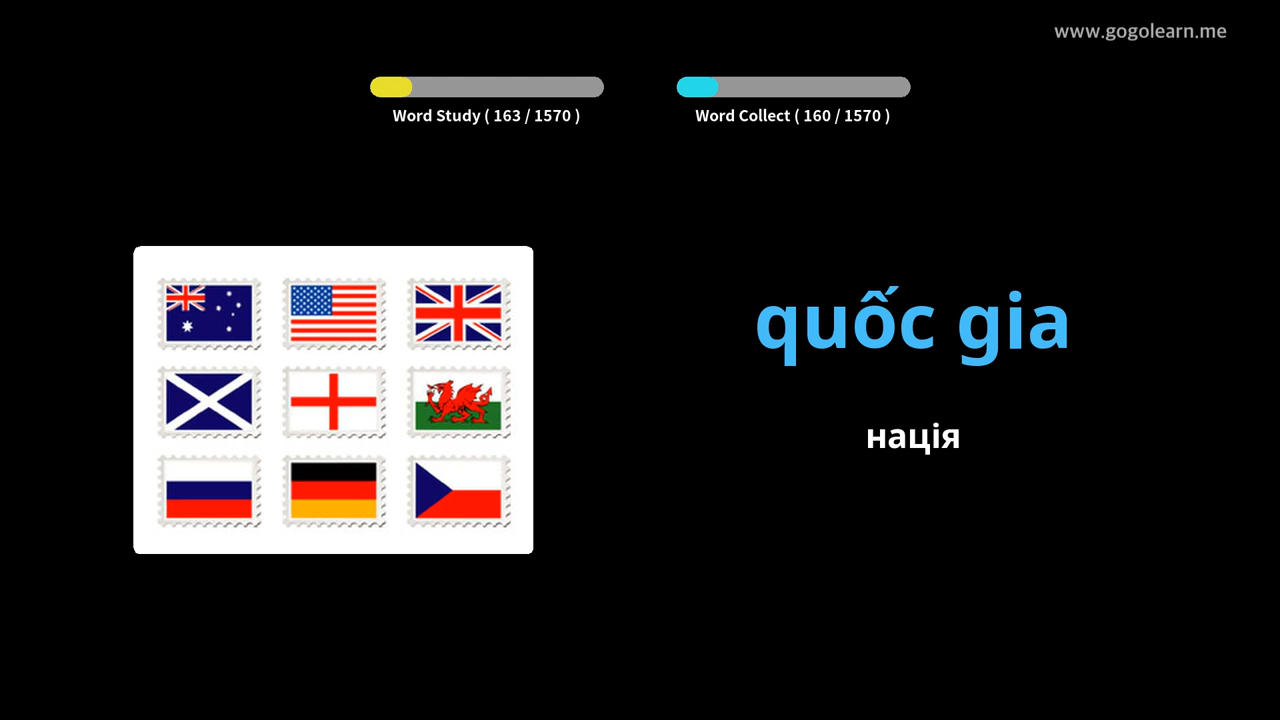 www.gogolearn.me
Word Study ( 163 / 1570 )
Word Collect ( 160 / 1570 )
quốc gia
нація